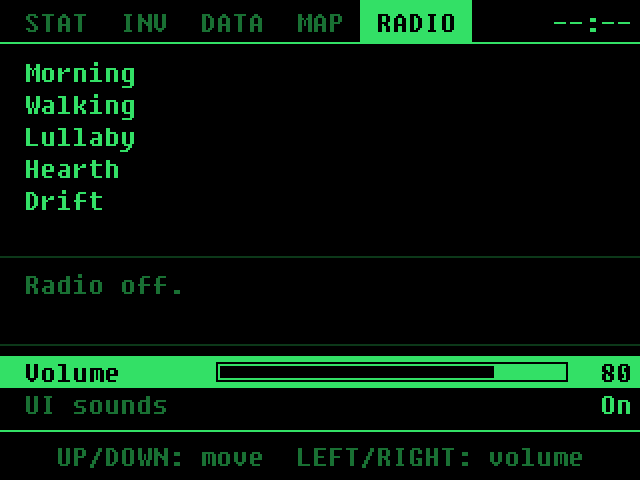 STAT INV DATA MAP RADIO --:--
Morning
Walking
Lullaby
Hearth
Drift
Radio off.
Volume 80
UI sounds On
UP/DOWN: move LEFT/RIGHT: volume